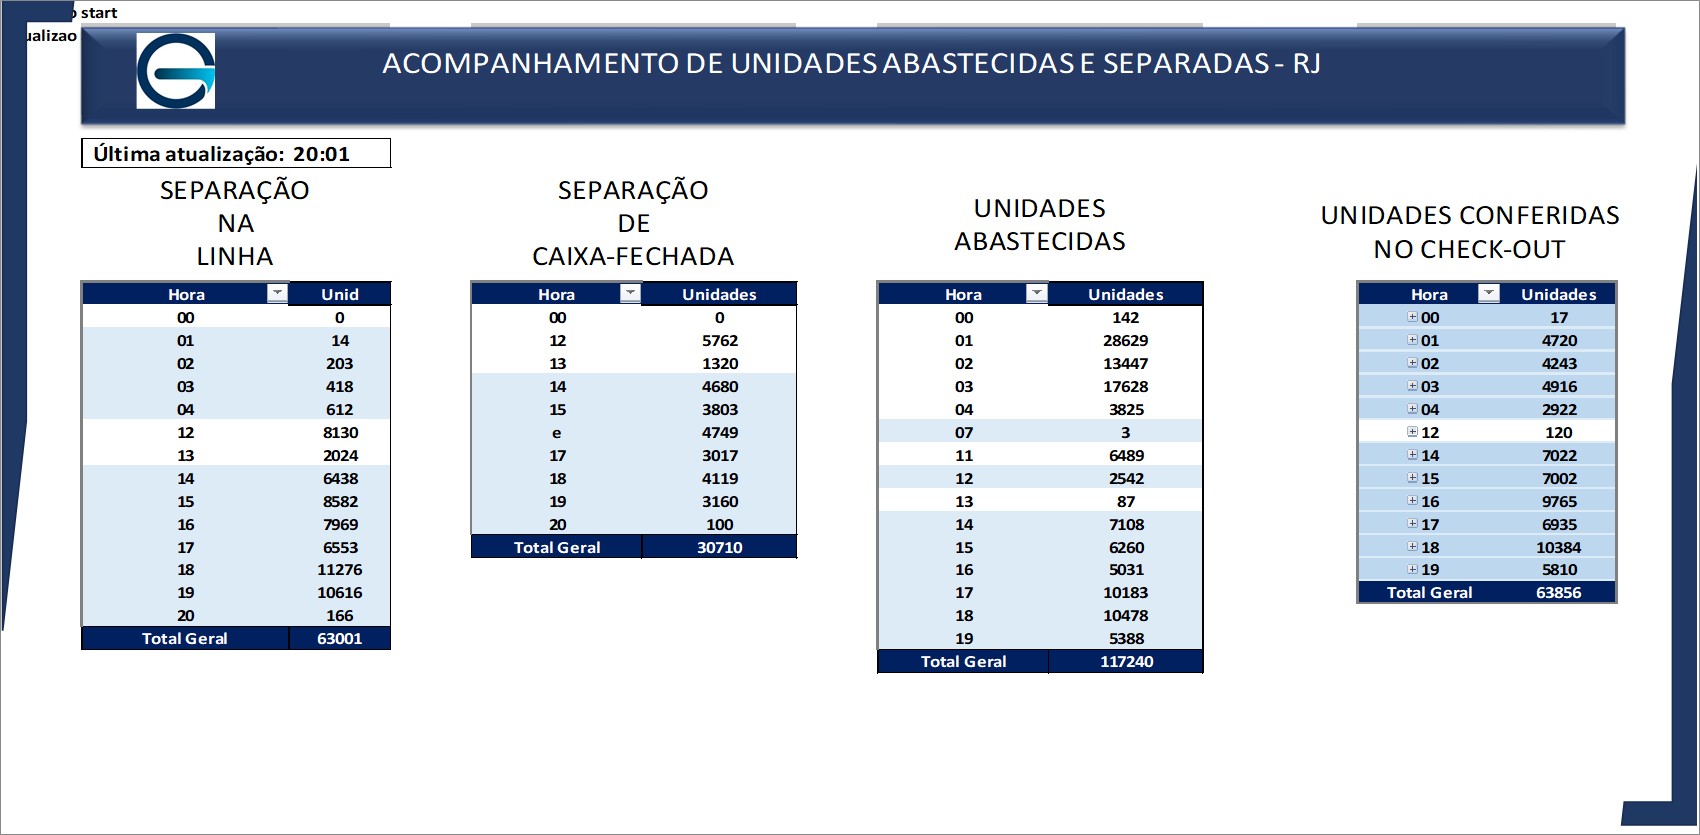 start
ualizao
ACOMPANHAMENTO DE UNIDADES ABASTECIDAS E SEPARADAS - RJ
Última atualização: 20:01
SEPARAÇÃO
NA
LINHA
Hora Unid
00 0
01 14
02 203
03 418
04 612
12 8130
13 2024
14 6438
15 8582
16 7969
17 6553
18 11276
19 10616
20 166
Total Geral 63001
SEPARAÇÃO
DE
CAIXA-FECHADA
Hora Unidades
00 0
12 5762
13 1320
14 4680
15 3803
e 4749
17 3017
18 4119
19 3160
20 100
Total Geral 30710
UNIDADES
ABASTECIDAS
Hora Unidades
00 142
01 28629
02 13447
03 17628
04 3825
07 3
11 6489
12 2542
13 87
14 7108
15 6260
16 5031
17 10183
18 10478
19 5388
Total Geral 117240
UNIDADES CONFERIDAS
NO CHECK-OUT
Hora Unidades
00 17
01 4720
02 4243
03 4916
04 2922
12 120
14 7022
15 7002
16 9765
17 6935
18 10384
19 5810
Total Geral 63856